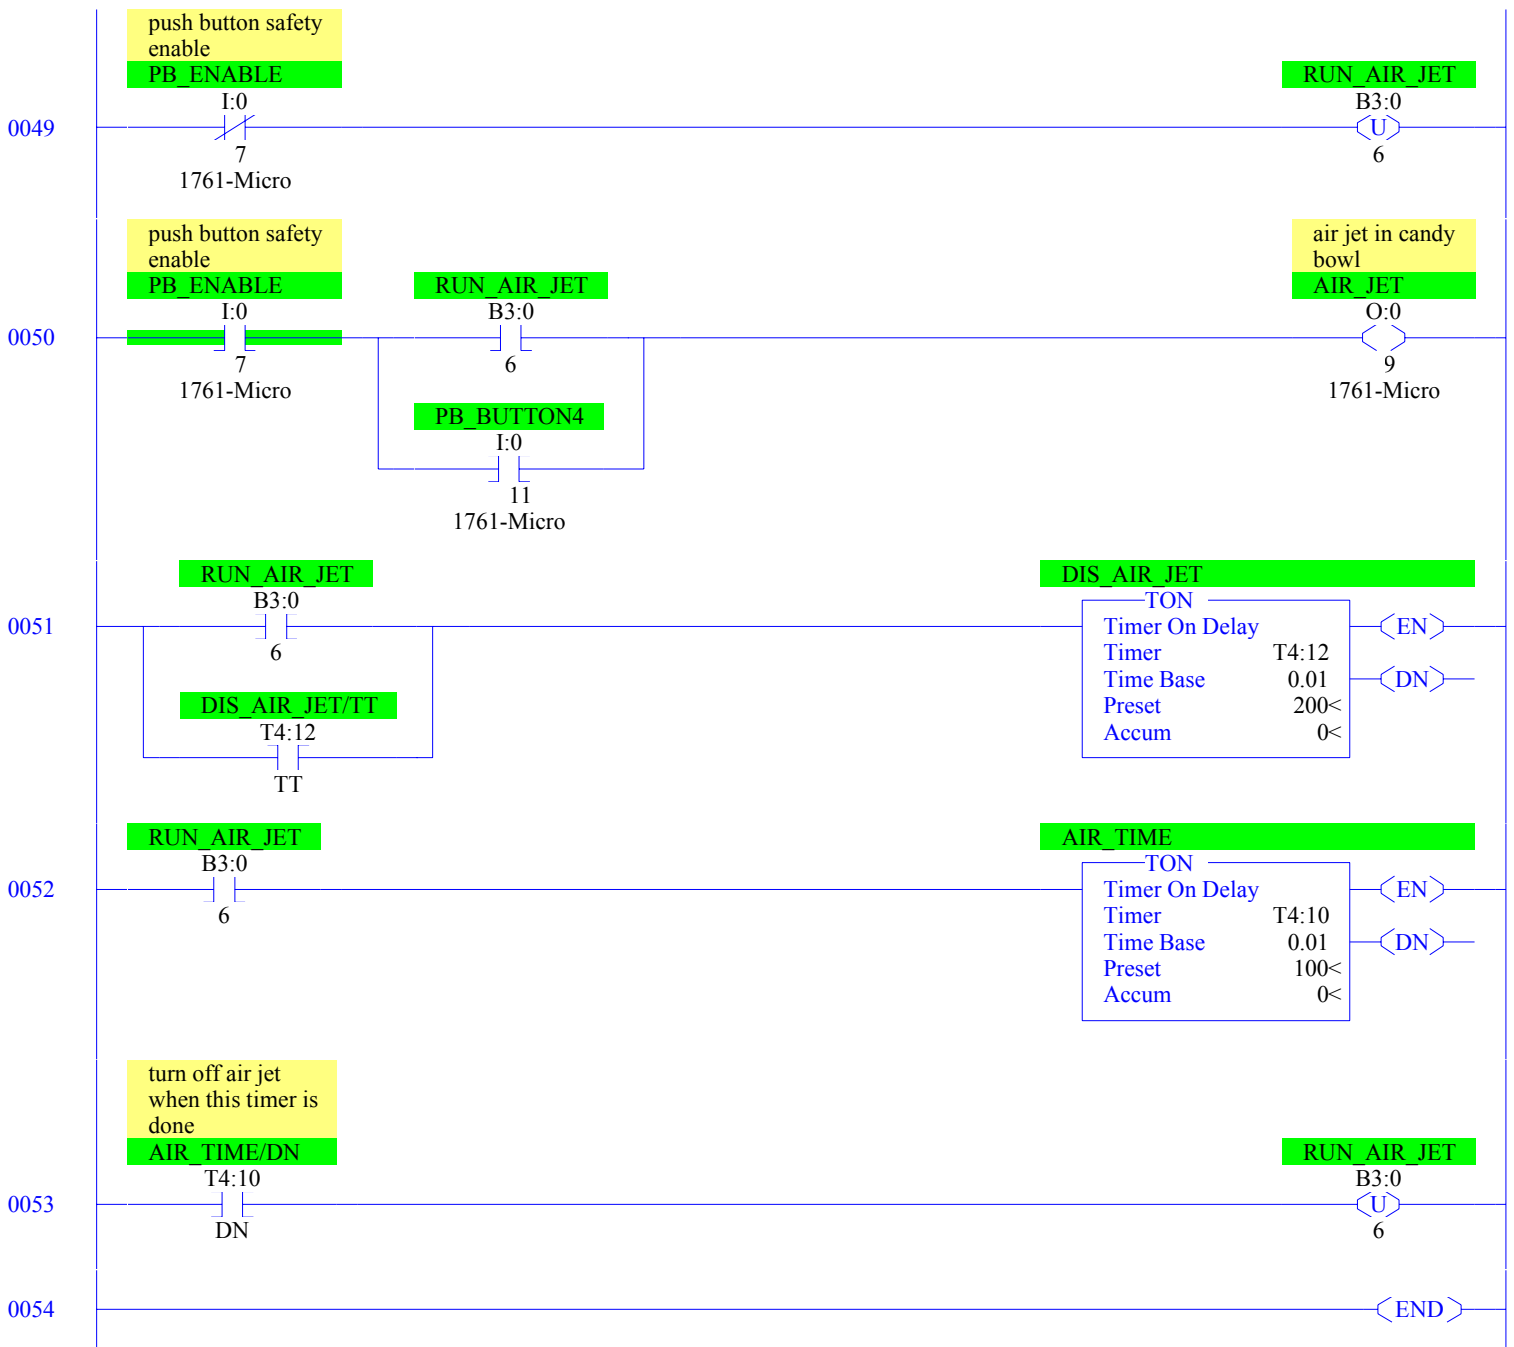 push button safety
enable
PB_ENABLE
I:0
7
1761-Micro
RUN_AIR_JET
B3:0
U
6
0049
push button safety
enable
PB_ENABLE
I:0
7
1761-Micro
RUN_AIR_JET
B3:0
6
PB_BUTTON4
I:0
11
1761-Micro
air jet in candy
bowl
AIR_JET
O:0
9
1761-Micro
0050
RUN_AIR_JET
B3:0
6
DIS_AIR_JET/TT
T4:12
TT
DIS_AIR_JET
TON
Timer On Delay
Timer T4:12
Time Base 0.01
Preset 200<
Accum 0<
EN
DN
0051
RUN_AIR_JET
B3:0
6
AIR_TIME
TON
Timer On Delay
Timer T4:10
Time Base 0.01
Preset 100<
Accum 0<
EN
DN
0052
turn off air jet
when this timer is
done
AIR_TIME/DN
T4:10
DN
RUN_AIR_JET
B3:0
U
6
0053
0054
END